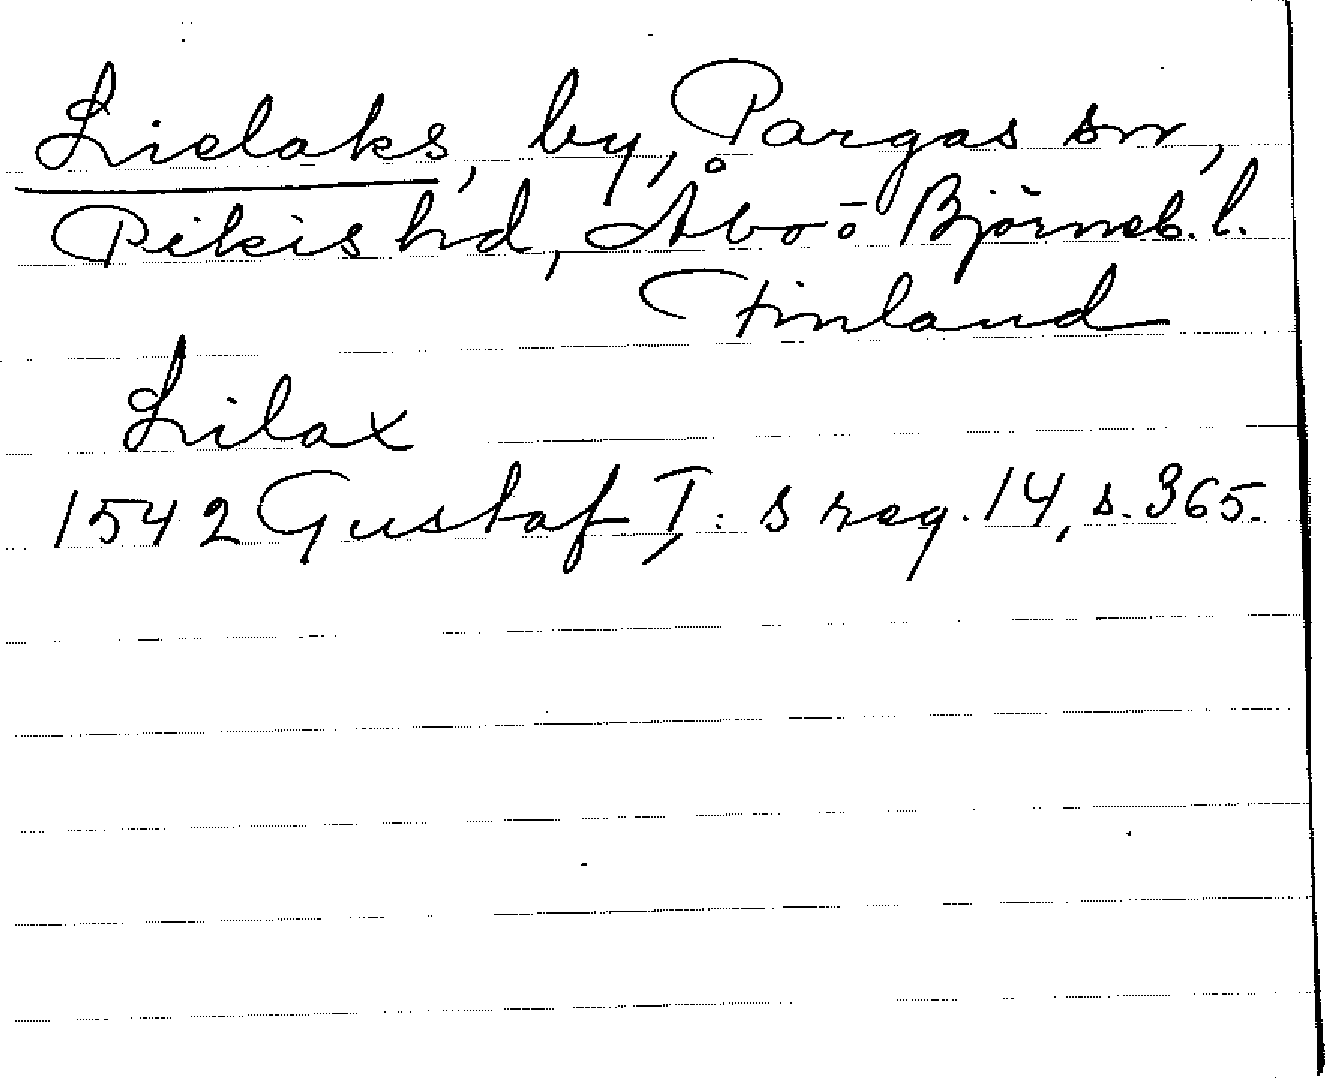 Lielaks, by, Pargas sn,
Pikis hd, Åbo o Björneb. l.
Finland
Lilax
1542 Gustaf I: s reg. 14, s. 365.